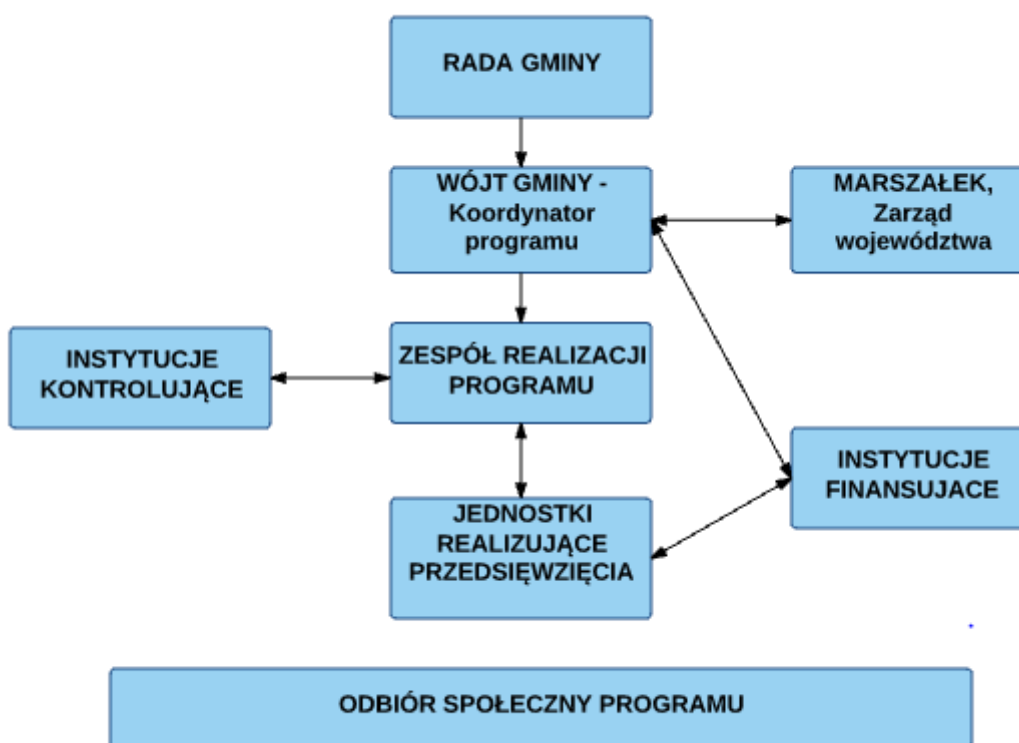 RADA GMINY
WÓJT GMINY -
Koordynator
programu
MARSZAŁEK,
Zarząd
województwa
INSTYTUCJE
KONTROLUJĄCE
ZESPÓŁ REALIZACJI
PROGRAMU
INSTYTUCJE
FINANSUJACE
JEDNOSTKI
REALIZUJĄCE
PRZEDSIĘWZIĘCIA
ODBIÓR SPOŁECZNY PROGRAMU